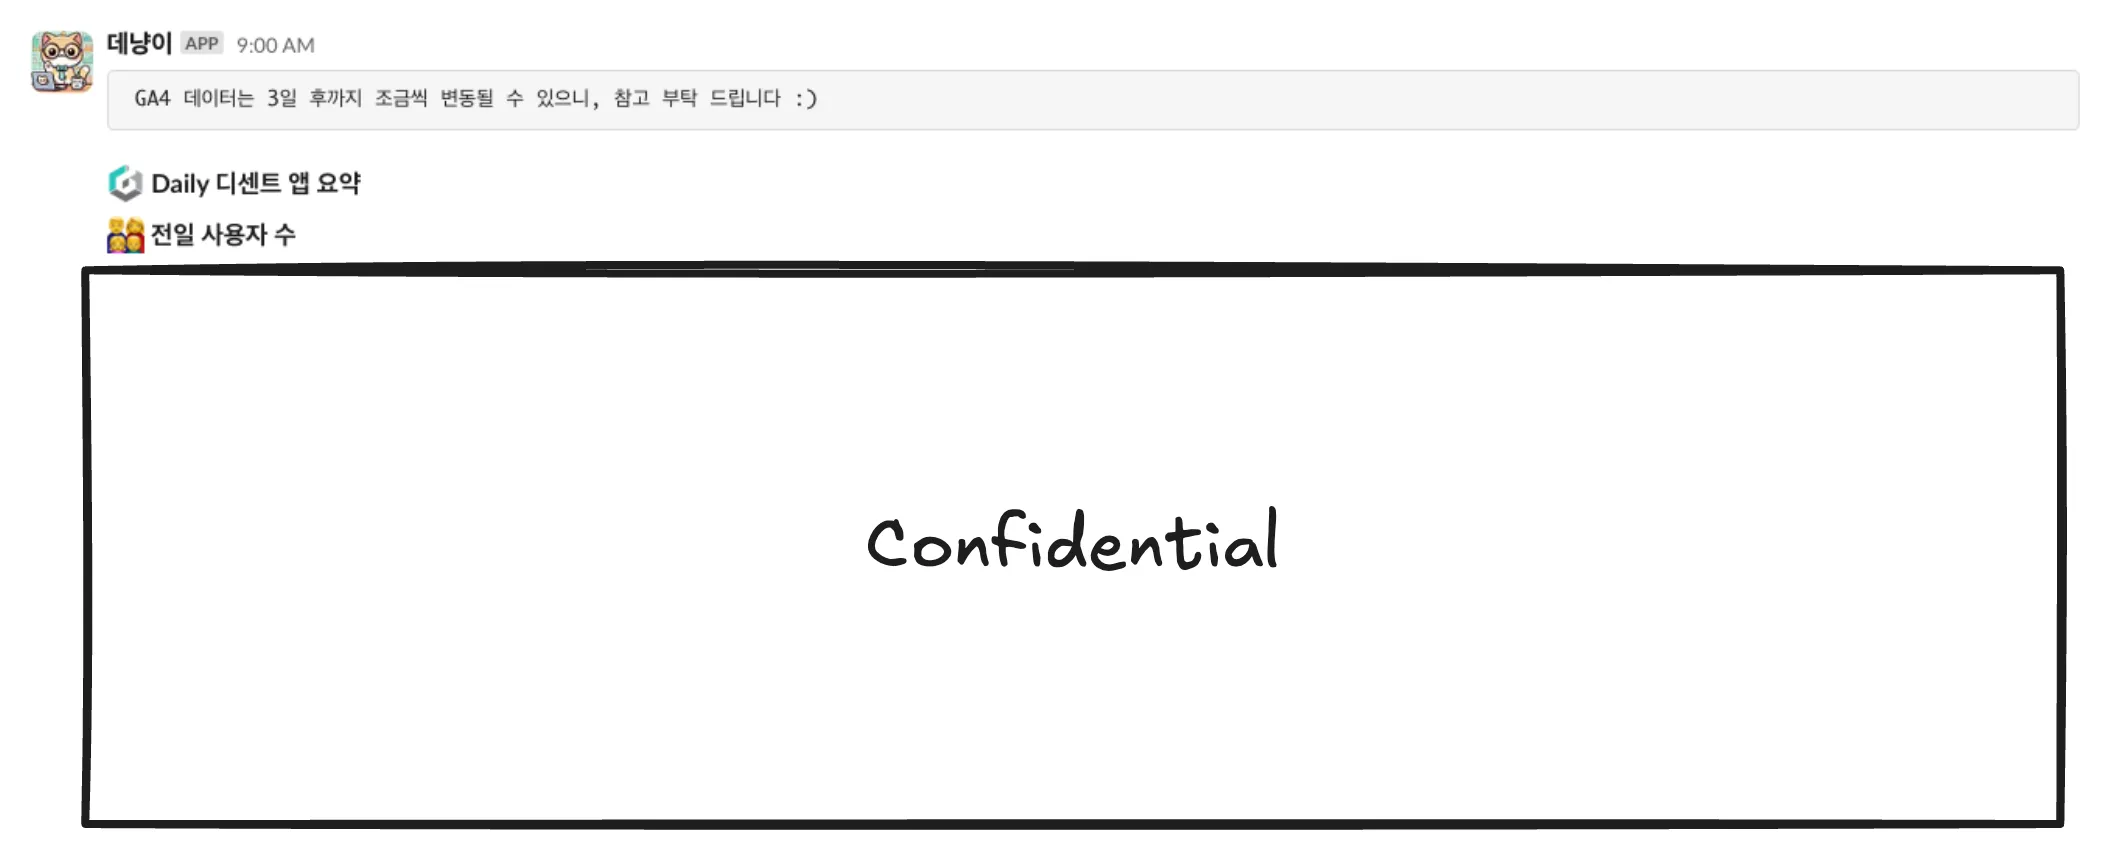 데냥이 APP 9:00 AM
GA4 데이터는 3일 후까지 조금씩 변동될 수 있으니, 참고 부탁 드립니다 :)
Daily 디센트 앱 요약
전일 사용자 수
Confidential